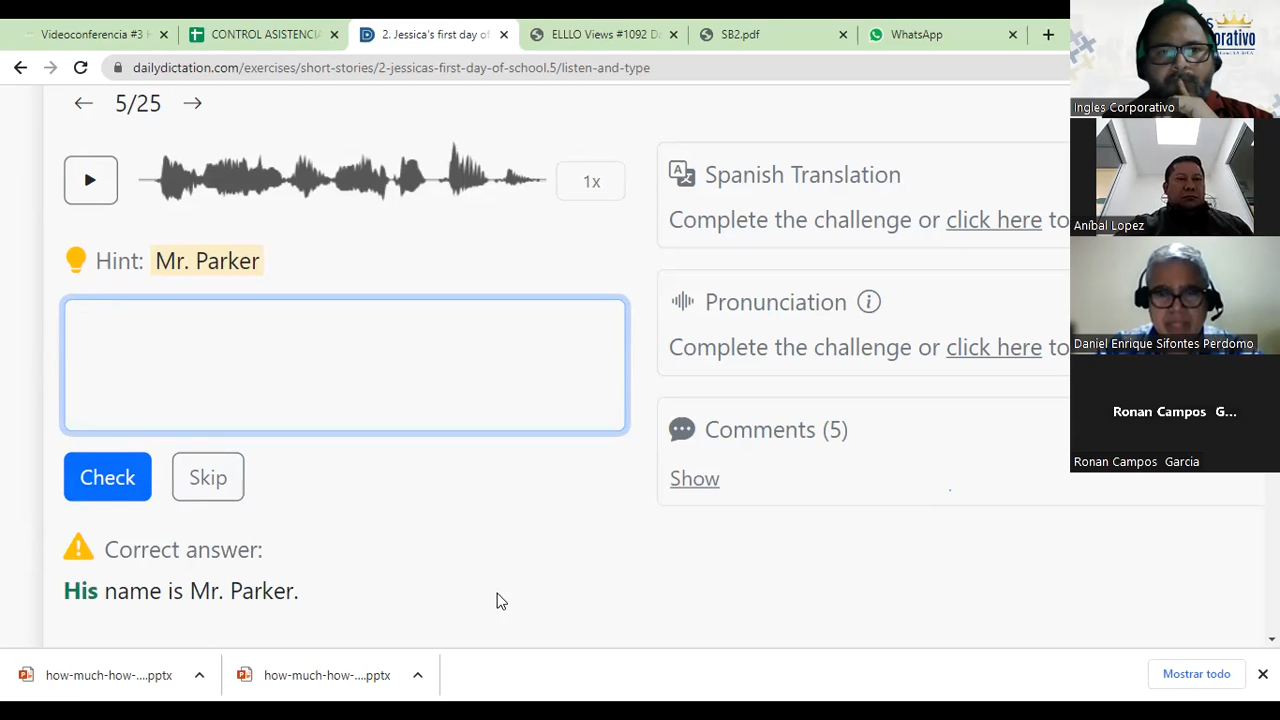 Videoconferencia #3 H
CONTROL ASISTENCIA
2. Jessica's first day of
ELLLO Views #1092 Da
SB2.pdf
WhatsApp
dailydictation.com/exercises/short-stories/2-jessicas-first-day-of-school.5/listen-and-type
5/25
1x
Hint: Mr. Parker
Check
Skip
Correct answer:
His name is Mr. Parker.
Spanish Translation
Complete the challenge or click here to
Pronunciation
Complete the challenge or click here to
Comments (5)
Show
Ingles Corporativo
Aníbal Lopez
Daniel Enrique Sifontes Perdomo
Ronan Campos G...
Ronan Campos Garcia
how-much-how-....pptx
how-much-how-....pptx
Mostrar todo